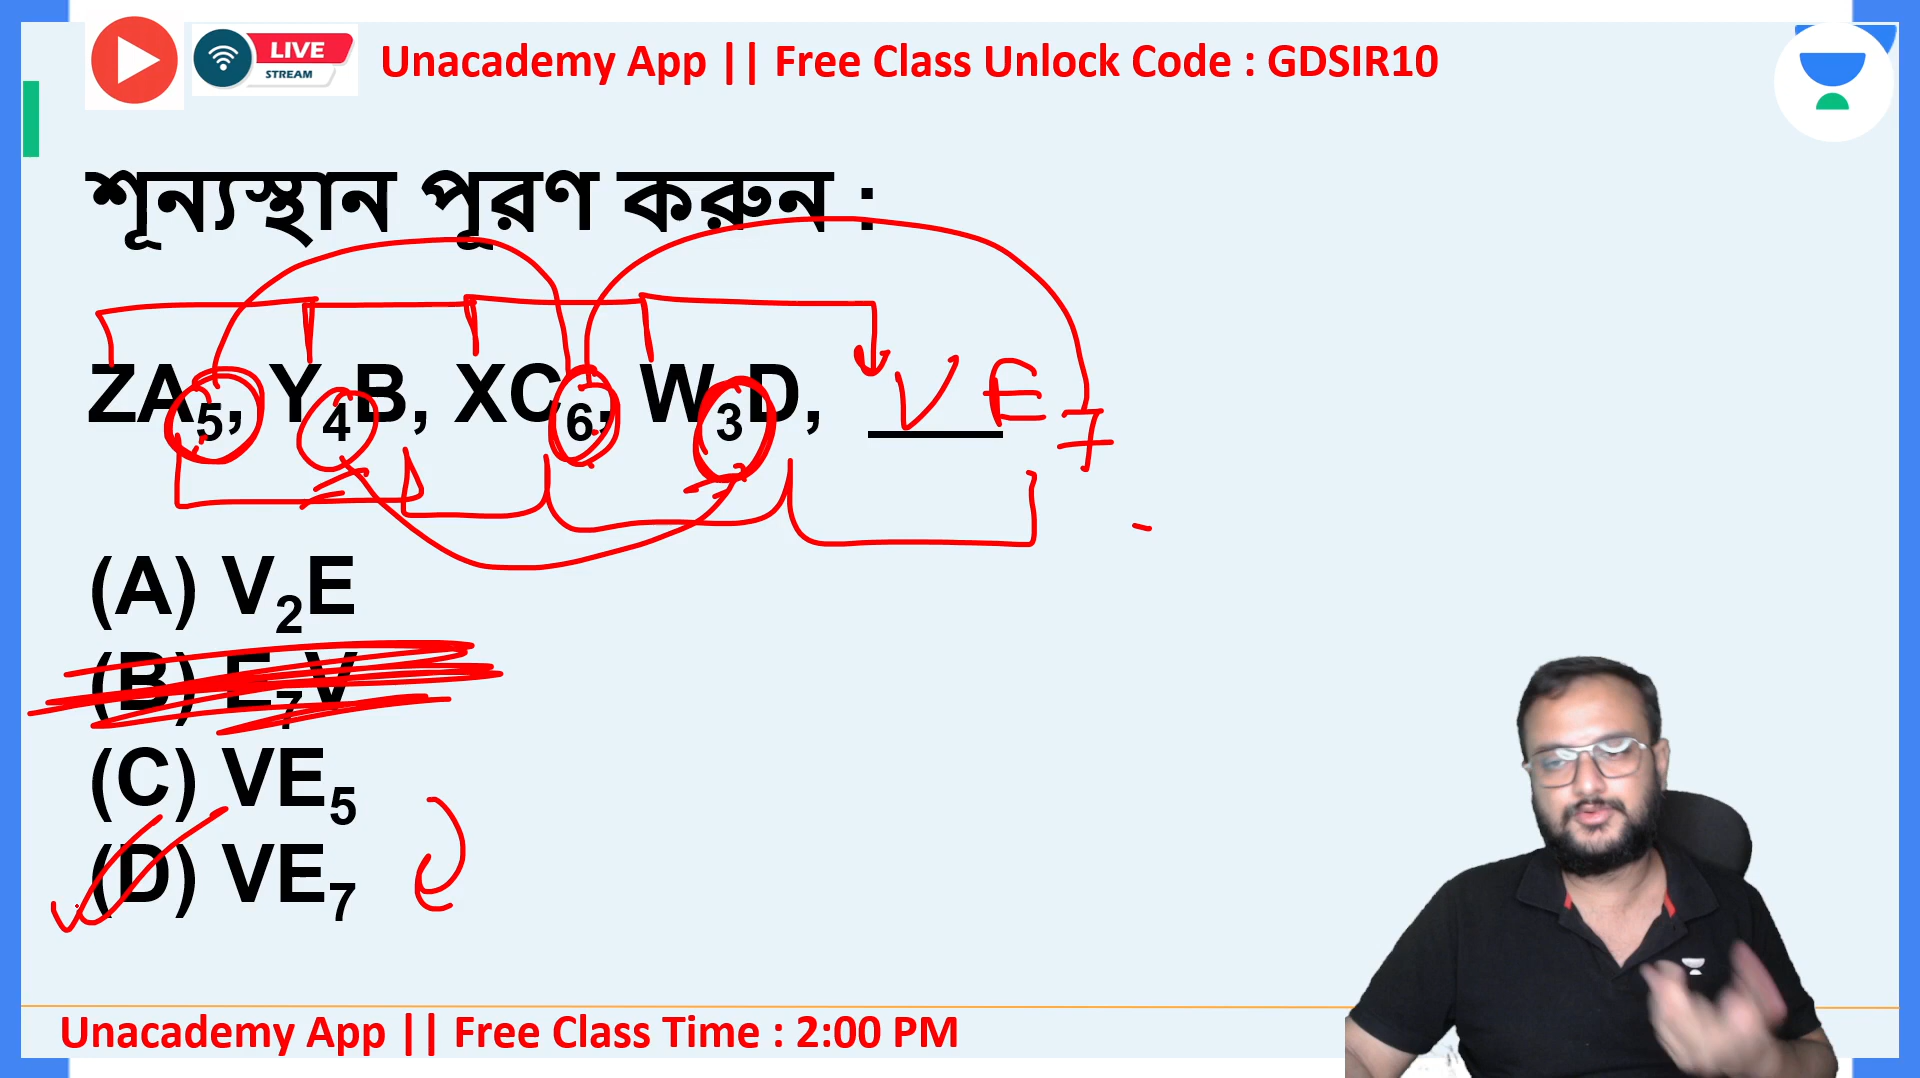 LIVE
STREAM
Unacademy App || Free Class Unlock Code : GDSIR10
শূন্যস্থান পূরণ করুন :
ZA5, Y4B, XC6, W3D, VE7
(A) V2E
(B) E7V
(C) VE5
(D) VE7
Unacademy App || Free Class Time : 2:00 PM